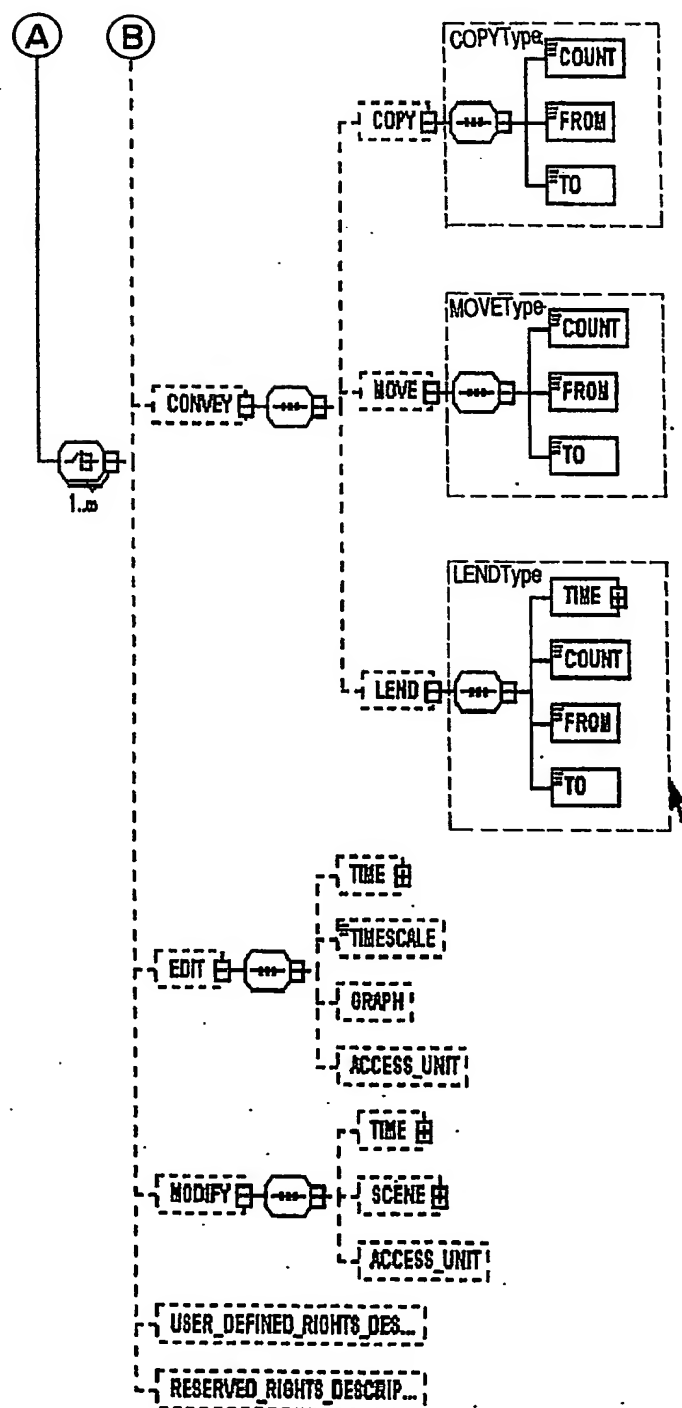 A B
COPYType
COUNT
COPY
FROM
TO
MOVEType
COUNT
CONVEY
MOVE
FROM
TO
1..∞
LENDType
TIME
COUNT
LEND
FROM
TO
TIME
TIMESCALE
EDIT
GRAPH
ACCESS_UNIT
TIME
MODIFY
SCENE
ACCESS_UNIT
USER_DEFINED_RIGHTS_DES...
RESERVED_RIGHTS_DESCRIP...